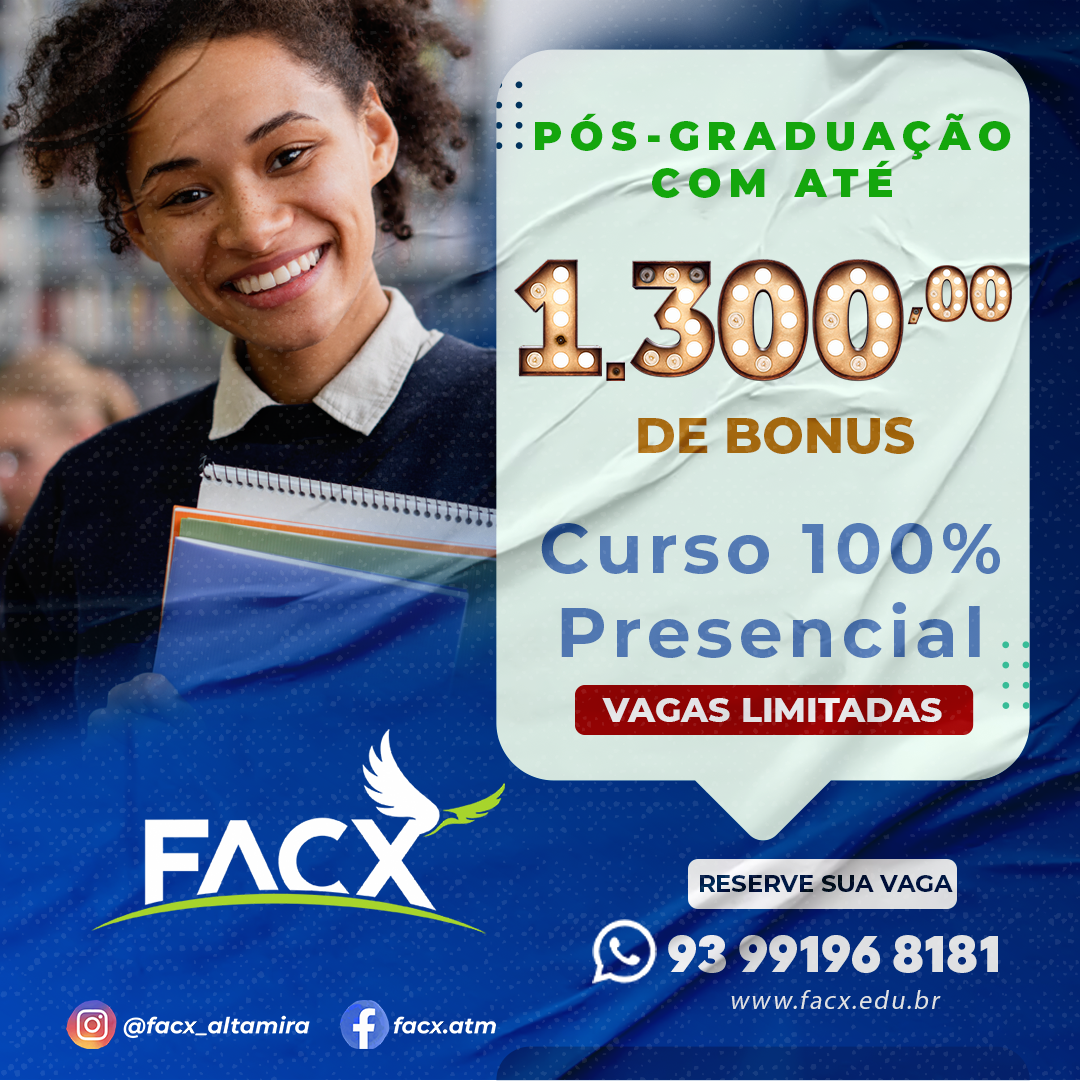 PÓS-GRADUAÇÃO
COM ATÉ
1.300,00
DE BONUS
Curso 100%
Presencial
VAGAS LIMITADAS
FACX
RESERVE SUA VAGA
93 99196 8181
www.facx.edu.br
@facx_altamira facx.atm